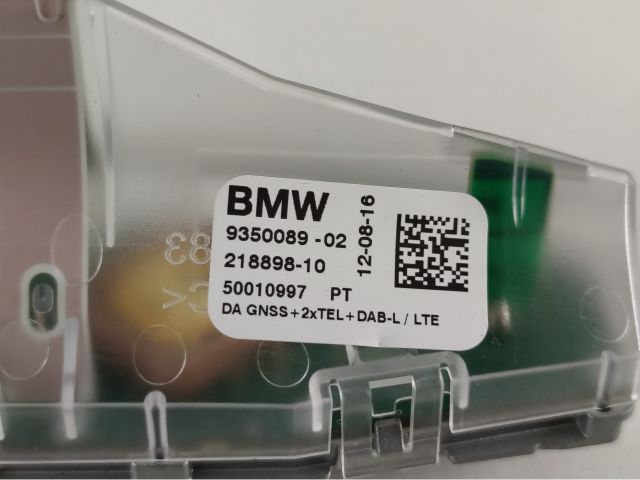 BMW
9350089-02
218898-10
50010997 PT
DA GNSS+2xTEL+DAB-L / LTE
12-08-16